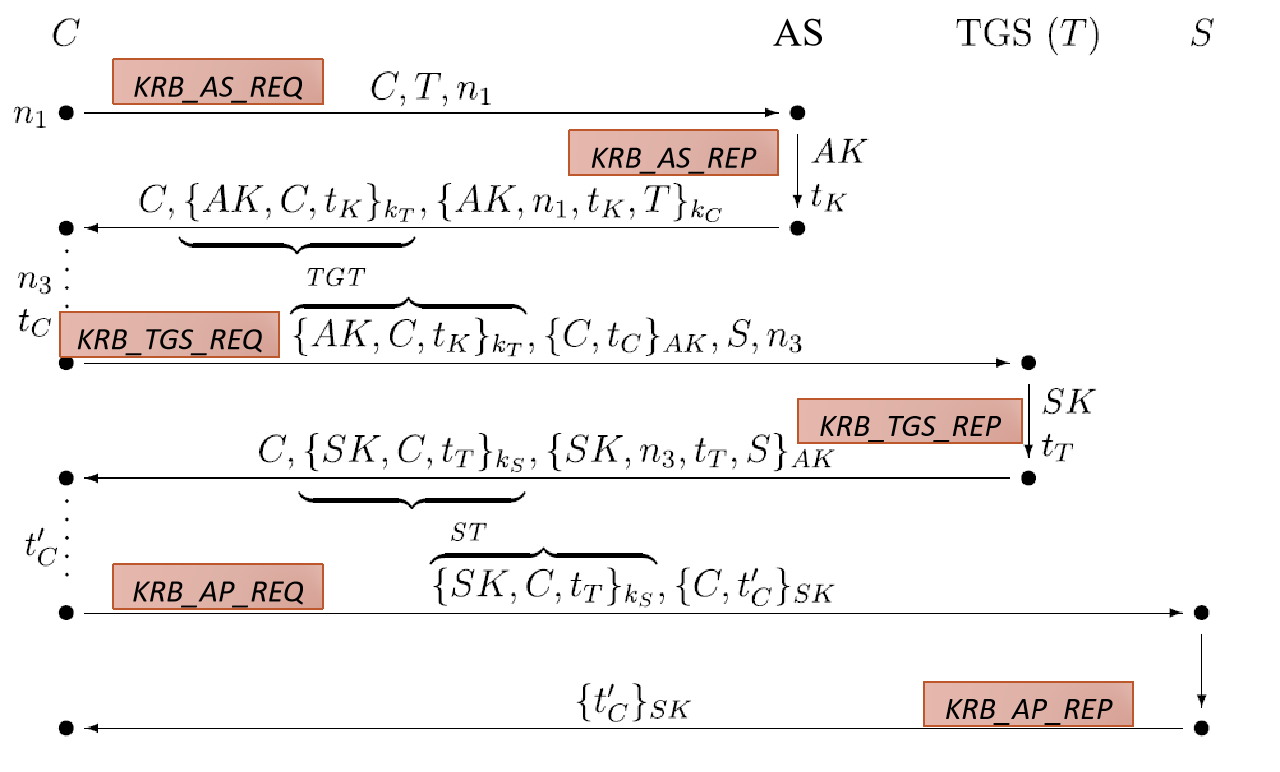 C AS TGS (T) S
KRB_AS_REQ C, T, n₁
n₁
KRB_AS_REP AK
C, {AK, C, t_K}_{k_T}, {AK, n₁, t_K, T}_{k_C} t_K
TGT
n₃
t_C KRB_TGS_REQ {AK, C, t_K}_{k_T}, {C, t_C}_{AK}, S, n₃
SK
KRB_TGS_REP
C, {SK, C, t_T}_{k_S}, {SK, n₃, t_T, S}_{AK} t_T
ST
t′_C
KRB_AP_REQ {SK, C, t_T}_{k_S}, {C, t′_C}_{SK}
{t′_C}_{SK} KRB_AP_REP